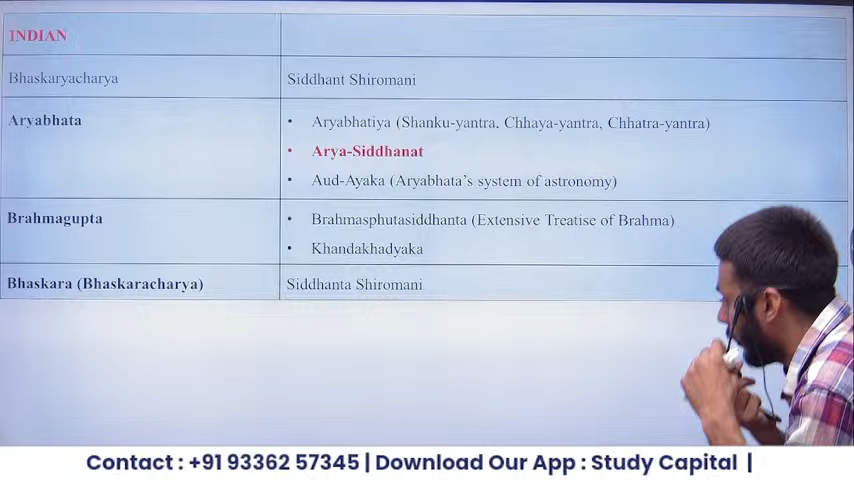 INDIAN
Bhaskaryacharya Siddhant Shiromani
Aryabhata • Aryabhatiya (Shanku-yantra, Chhaya-yantra, Chhatra-yantra)
• Arya-Siddhanat
• Aud-Ayaka (Aryabhata's system of astronomy)
Brahmagupta • Brahmasphutasiddhanta (Extensive Treatise of Brahma)
• Khandakhadyaka
Bhaskara (Bhaskaracharya) Siddhanta Shiromani
Contact : +91 93362 57345 | Download Our App : Study Capital |